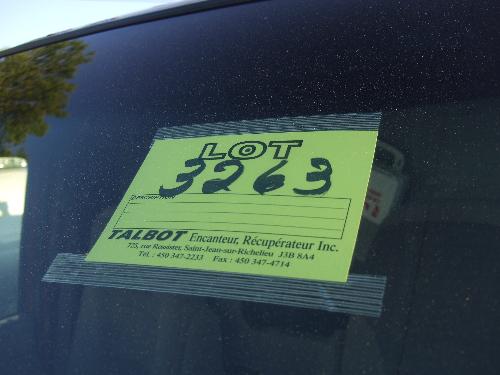 LOT
3263
DESCRIPTION
TALBOT Encanteur, Récupérateur Inc.
725, rue Rossiter, Saint-Jean-sur-Richelieu J3B 8A4
Tél. : 450 347-2233 Fax : 450 347-4714